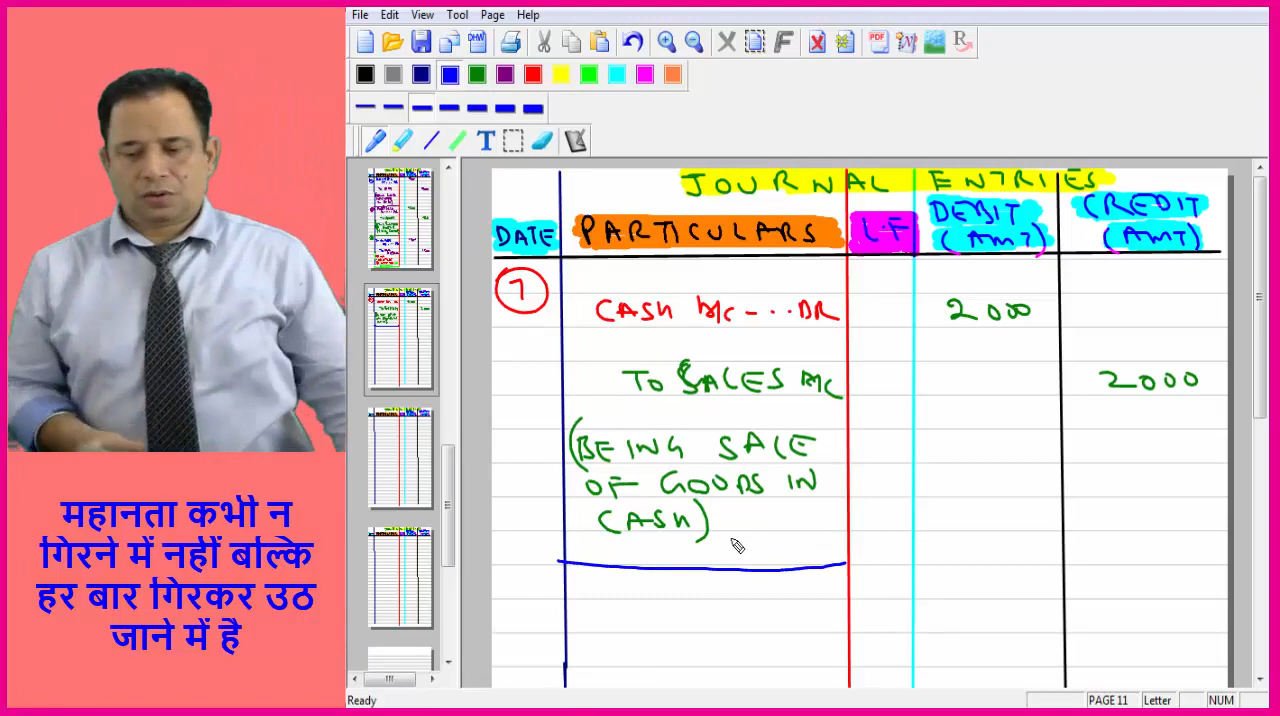 File Edit View Tool Page Help
JOURNAL ENTRIES
DATE PARTICULARS L.F DEBIT (AMT) CREDIT (AMT)
7
CASH A/C - . . . DR 2000
TO SALES A/C 2000
(BEING SALE
OF GOODS IN
CASH)
महानता कभी न
गिरने में नहीं बल्कि
हर बार गिरकर उठ
जाने में है
Ready PAGE 11 Letter NUM